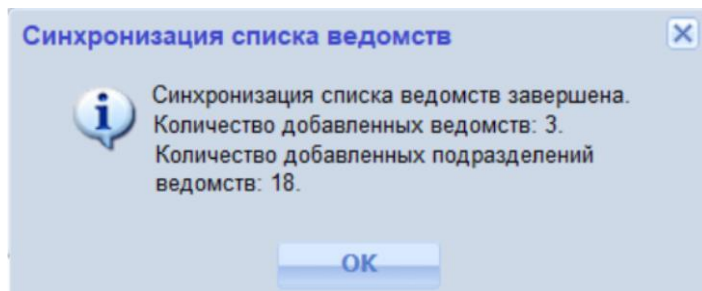 Синхронизация списка ведомств
Синхронизация списка ведомств завершена.
Количество добавленных ведомств: 3.
Количество добавленных подразделений
ведомств: 18.
OK